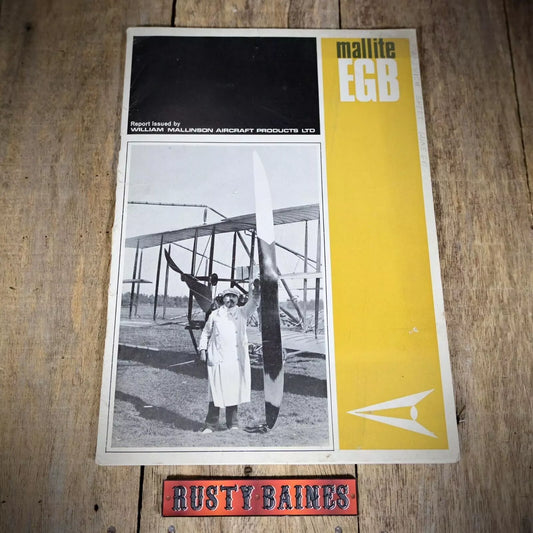 mallite
EGB
Report Issued by
WILLIAM MALLINSON AIRCRAFT PRODUCTS LTD
RUSTY BAINES